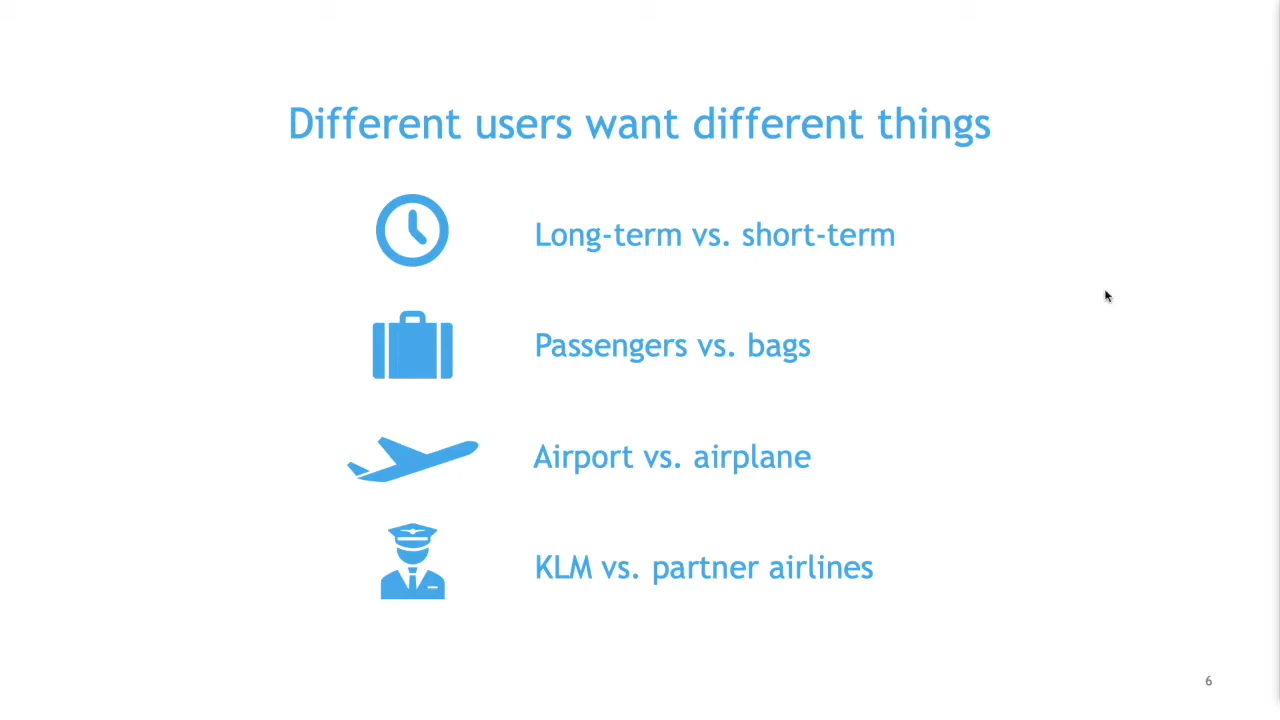 Different users want different things
Long-term vs. short-term
Passengers vs. bags
Airport vs. airplane
KLM vs. partner airlines
6